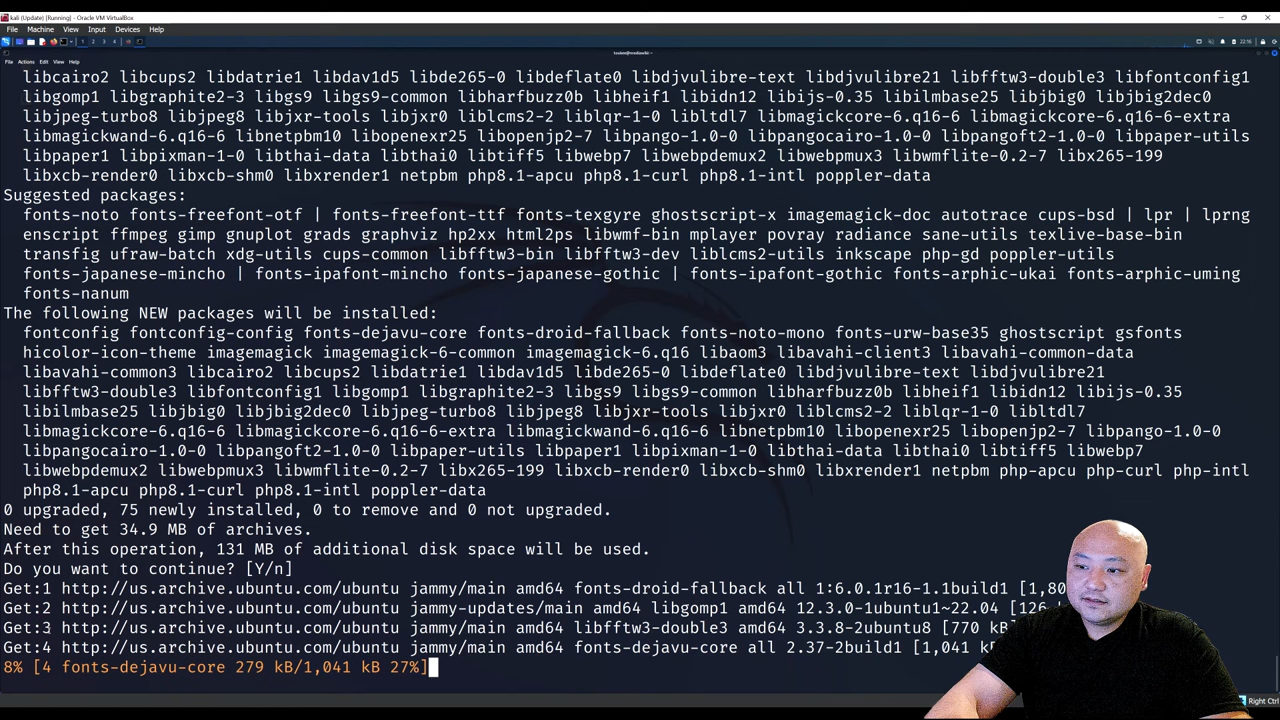 kali (Update) [Running] - Oracle VM VirtualBox
File Machine View Input Devices Help
1 2 3 4
22:16
File Actions Edit View Help
libcairo2 libcups2 libdatrie1 libdav1d5 libde265-0 libdeflate0 libdjvulibre-text libdjvulibre21 libfftw3-double3 libfontconfig1
libgomp1 libgraphite2-3 libgs9 libgs9-common libharfbuzz0b libheif1 libidn12 libijs-0.35 libilmbase25 libjbig0 libjbig2dec0
libjpeg-turbo8 libjpeg8 libjxr-tools libjxr0 liblcms2-2 liblqr-1-0 libltdl7 libmagickcore-6.q16-6 libmagickcore-6.q16-6-extra
libmagickwand-6.q16-6 libnetpbm10 libopenexr25 libopenjp2-7 libpango-1.0-0 libpangocairo-1.0-0 libpangoft2-1.0-0 libpaper-utils
libpaper1 libpixman-1-0 libthai-data libthai0 libtiff5 libwebp7 libwebpdemux2 libwebpmux3 libwmflite-0.2-7 libx265-199
libxcb-render0 libxcb-shm0 libxrender1 netpbm php8.1-apcu php8.1-curl php8.1-intl poppler-data
Suggested packages:
fonts-noto fonts-freefont-otf | fonts-freefont-ttf fonts-texgyre ghostscript-x imagemagick-doc autotrace cups-bsd | lpr | lprng
enscript ffmpeg gimp gnuplot grads graphviz hp2xx html2ps libwmf-bin mplayer povray radiance sane-utils texlive-base-bin
transfig ufraw-batch xdg-utils cups-common libfftw3-bin libfftw3-dev liblcms2-utils inkscape php-gd poppler-utils
fonts-japanese-mincho | fonts-ipafont-mincho fonts-japanese-gothic | fonts-ipafont-gothic fonts-arphic-ukai fonts-arphic-uming
fonts-nanum
The following NEW packages will be installed:
fontconfig fontconfig-config fonts-dejavu-core fonts-droid-fallback fonts-noto-mono fonts-urw-base35 ghostscript gsfonts
hicolor-icon-theme imagemagick imagemagick-6-common imagemagick-6.q16 libaom3 libavahi-client3 libavahi-common-data
libavahi-common3 libcairo2 libcups2 libdatrie1 libdav1d5 libde265-0 libdeflate0 libdjvulibre-text libdjvulibre21
libfftw3-double3 libfontconfig1 libgomp1 libgraphite2-3 libgs9 libgs9-common libharfbuzz0b libheif1 libidn12 libijs-0.35
libilmbase25 libjbig0 libjbig2dec0 libjpeg-turbo8 libjpeg8 libjxr-tools libjxr0 liblcms2-2 liblqr-1-0 libltdl7
libmagickcore-6.q16-6 libmagickcore-6.q16-6-extra libmagickwand-6.q16-6 libnetpbm10 libopenexr25 libopenjp2-7 libpango-1.0-0
libpangocairo-1.0-0 libpangoft2-1.0-0 libpaper-utils libpaper1 libpixman-1-0 libthai-data libthai0 libtiff5 libwebp7
libwebpdemux2 libwebpmux3 libwmflite-0.2-7 libx265-199 libxcb-render0 libxcb-shm0 libxrender1 netpbm php-apcu php-curl php-intl
php8.1-apcu php8.1-curl php8.1-intl poppler-data
0 upgraded, 75 newly installed, 0 to remove and 0 not upgraded.
Need to get 34.9 MB of archives.
After this operation, 131 MB of additional disk space will be used.
Do you want to continue? [Y/n]
Get:1 http://us.archive.ubuntu.com/ubuntu jammy/main amd64 fonts-droid-fallback all 1:6.0.1r16-1.1build1 [1,80
Get:2 http://us.archive.ubuntu.com/ubuntu jammy-updates/main amd64 libgomp1 amd64 12.3.0-1ubuntu1~22.04 [126
Get:3 http://us.archive.ubuntu.com/ubuntu jammy/main amd64 libfftw3-double3 amd64 3.3.8-2ubuntu8 [770 k
Get:4 http://us.archive.ubuntu.com/ubuntu jammy/main amd64 fonts-dejavu-core all 2.37-2build1 [1,041 k
8% [4 fonts-dejavu-core 279 kB/1,041 kB 27%]
Right Ctrl